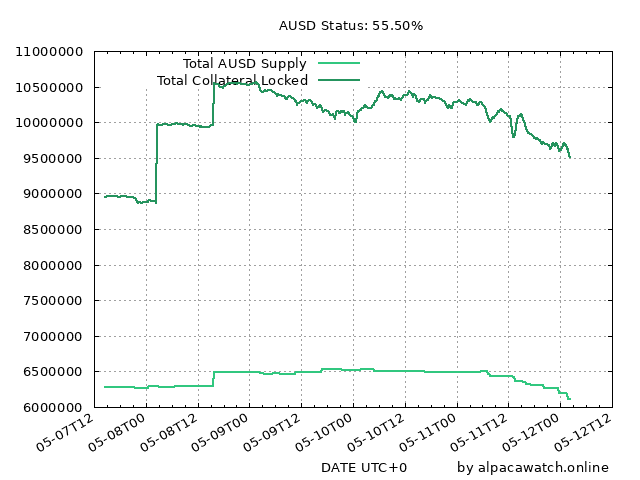 AUSD Status: 55.50%
11000000
10500000
10000000
9500000
9000000
8500000
8000000
7500000
7000000
6500000
6000000
Total AUSD Supply
Total Collateral Locked
05-07T12
05-08T00
05-08T12
05-09T00
05-09T12
05-10T00
05-10T12
05-11T00
05-11T12
05-12T00
05-12T12
DATE UTC+0
by alpacawatch.online